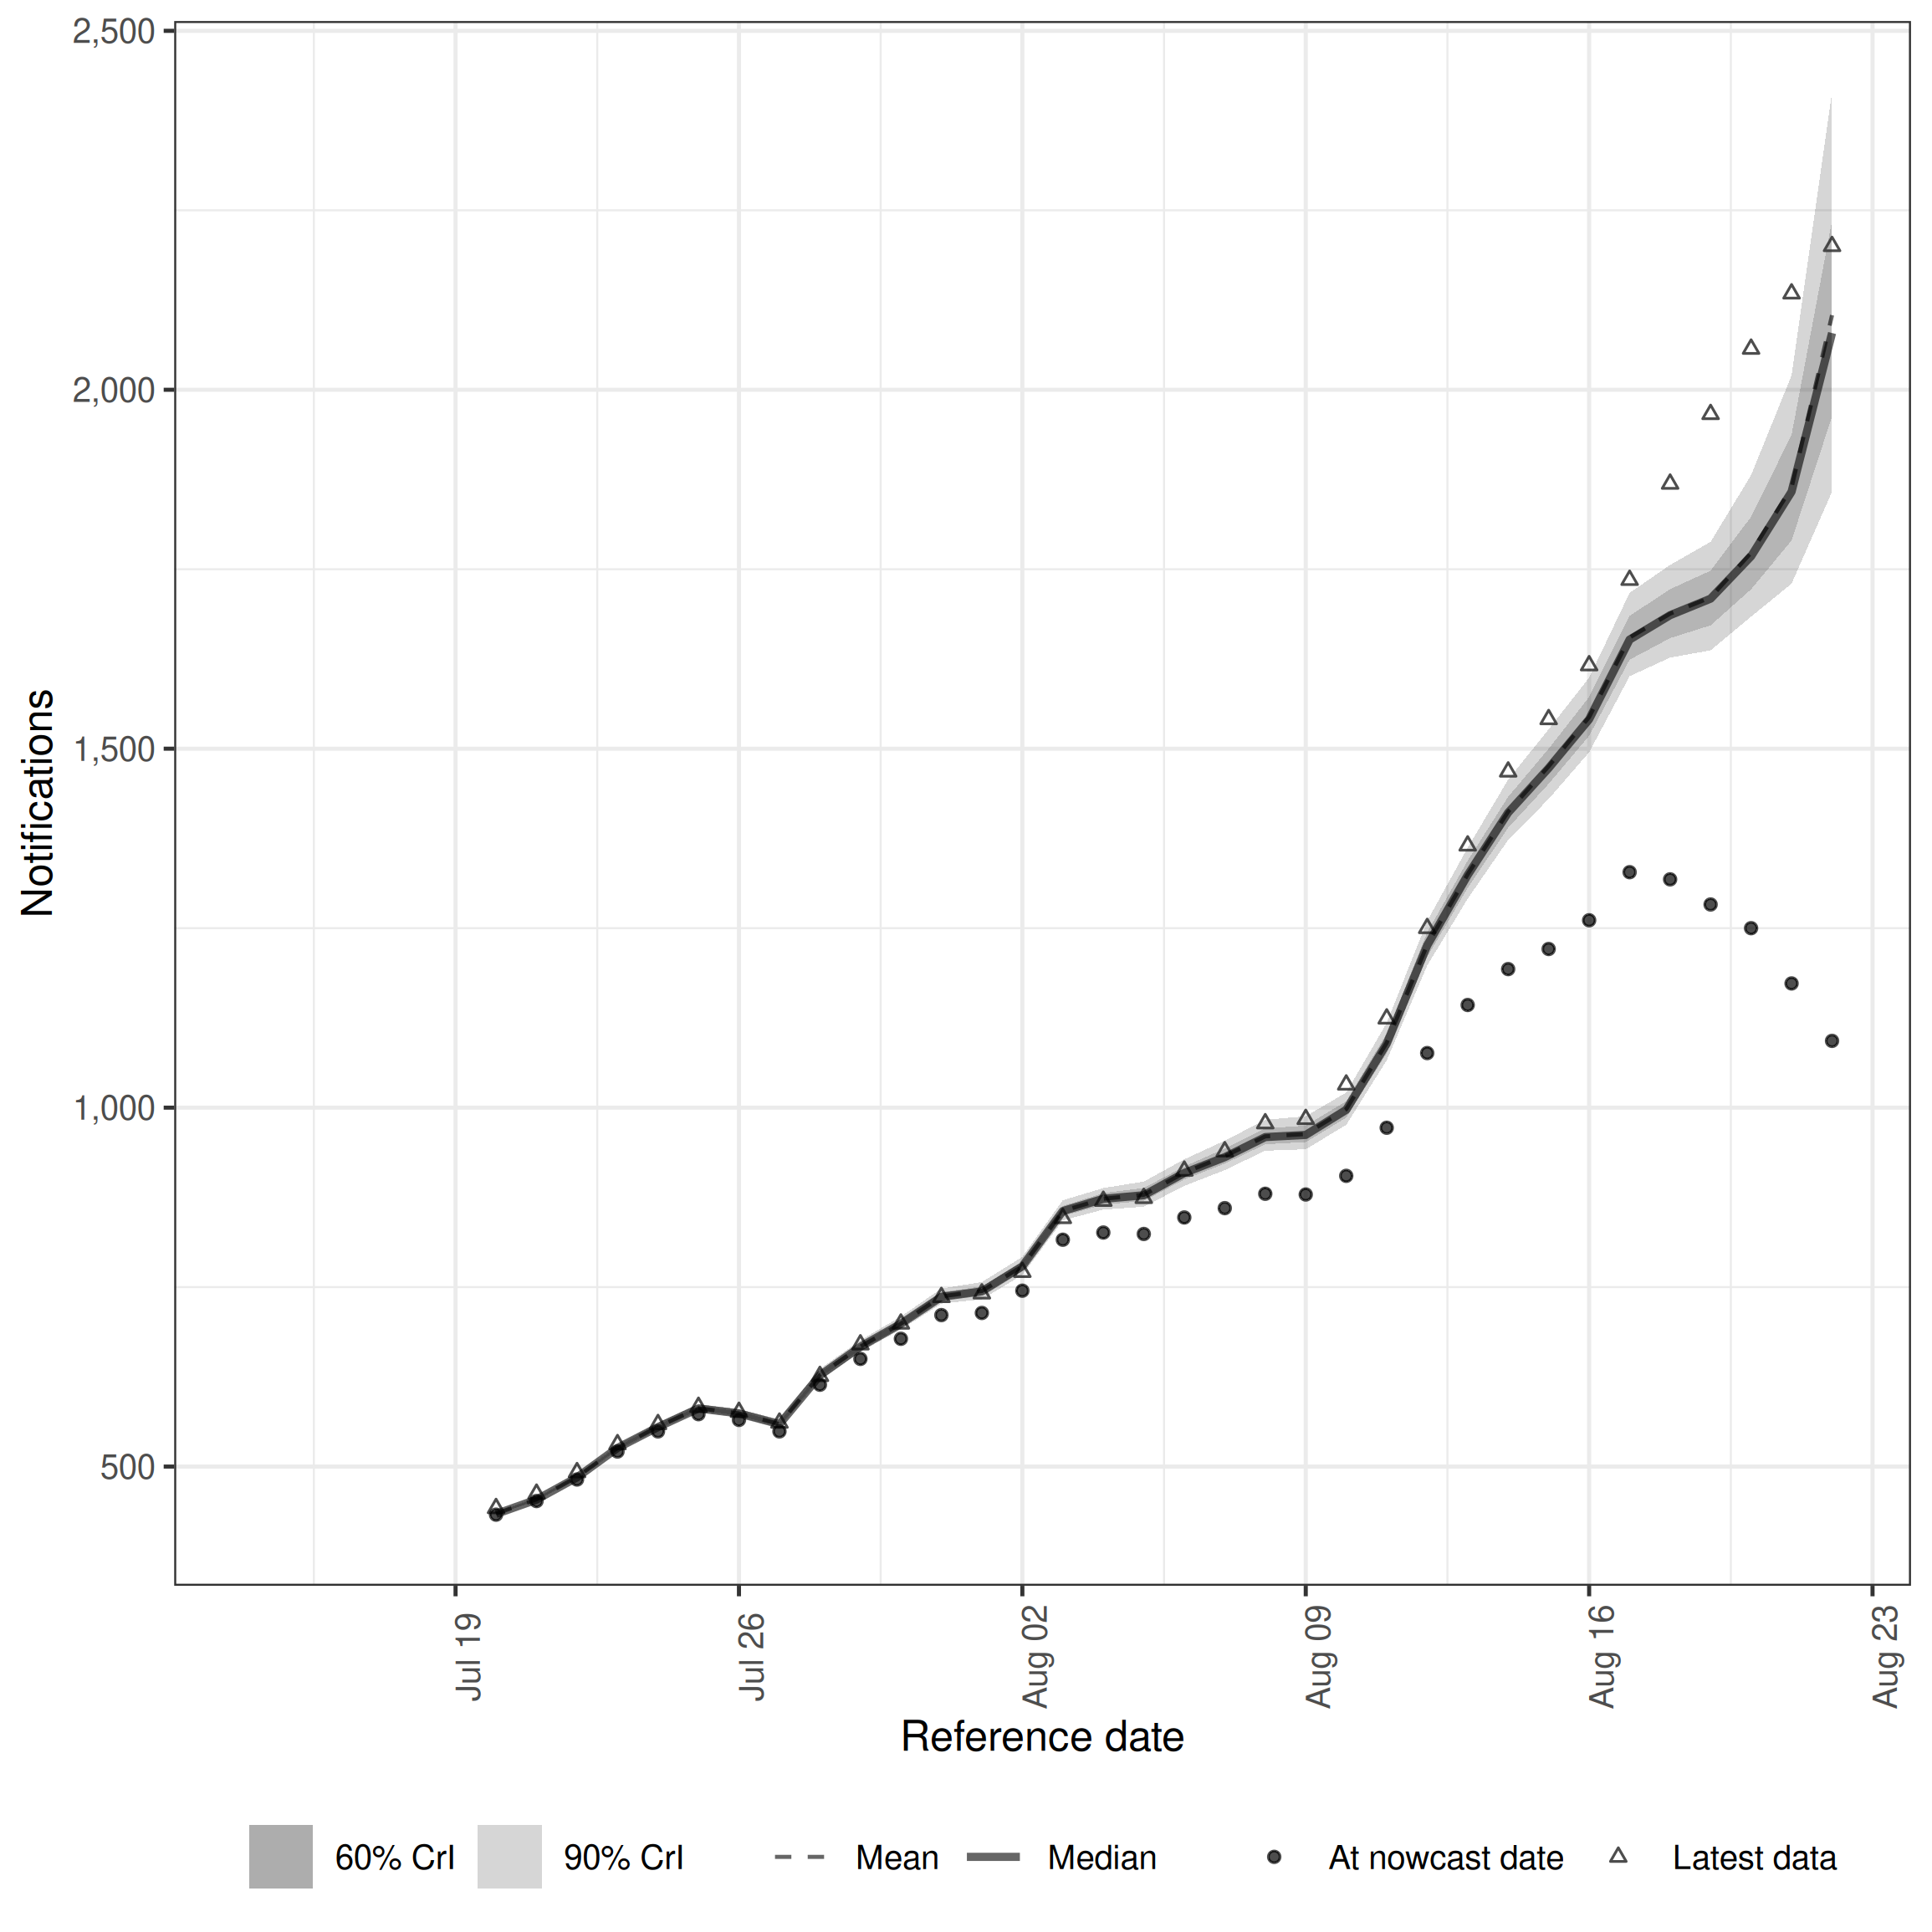 2,500
2,000
1,500
1,000
500
Notifications
Jul 19
Jul 26
Aug 02
Aug 09
Aug 16
Aug 23
Reference date
60% CrI 90% CrI Mean Median At nowcast date Latest data